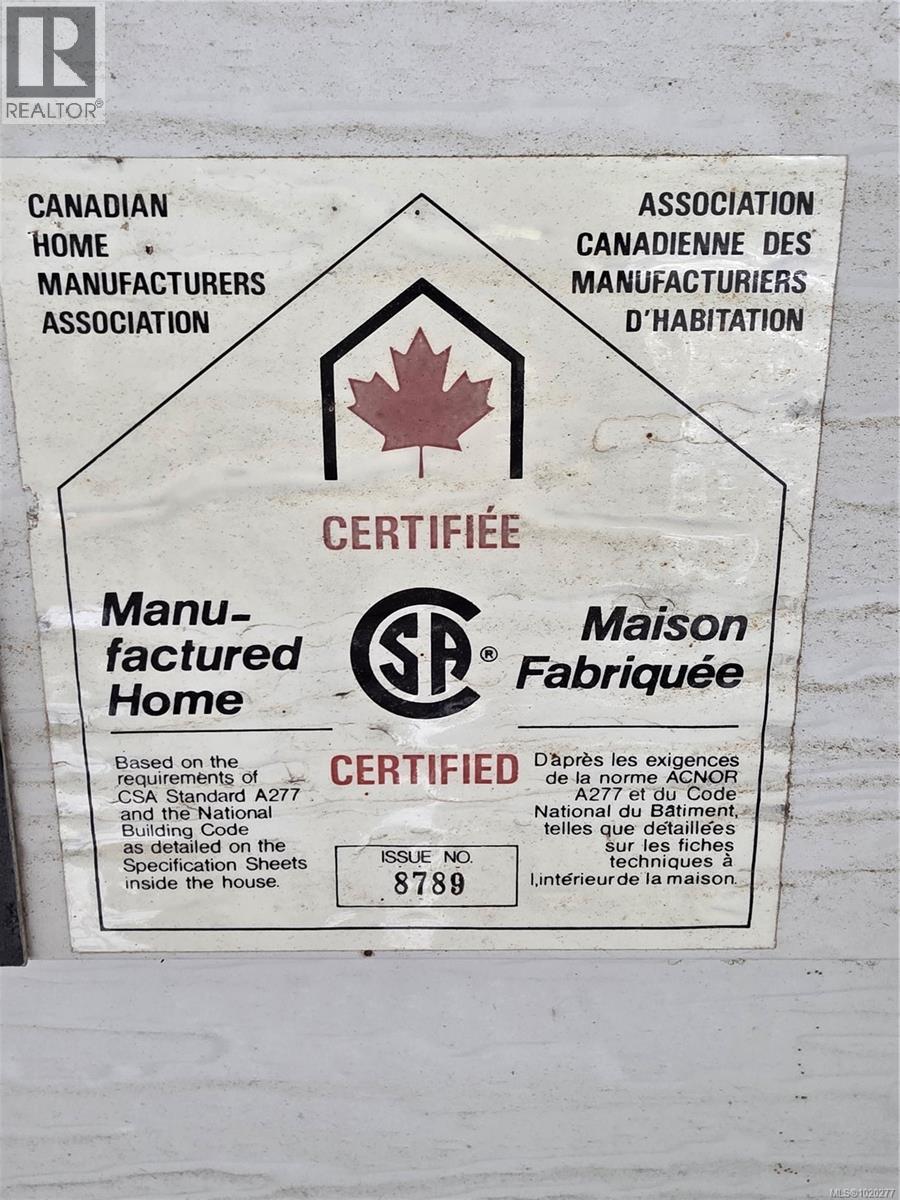 REALTOR®
CANADIAN
HOME
MANUFACTURERS
ASSOCIATION
ASSOCIATION
CANADIENNE DES
MANUFACTURIERS
D'HABITATION
CERTIFIÉE
Manu-
factured
Home
CSA®
Maison
Fabriquée
Based on the
requirements of
CSA Standard A277
and the National
Building Code
as detailed on the
Specification Sheets
inside the house.
CERTIFIED
ISSUE NO.
8789
D'après les exigences
de la norme ACNOR
A277 et du Code
National du Bâtiment,
telles que détaillées
sur les fiches
techniques à
l,intérieur de la maison.
MLS®1020277